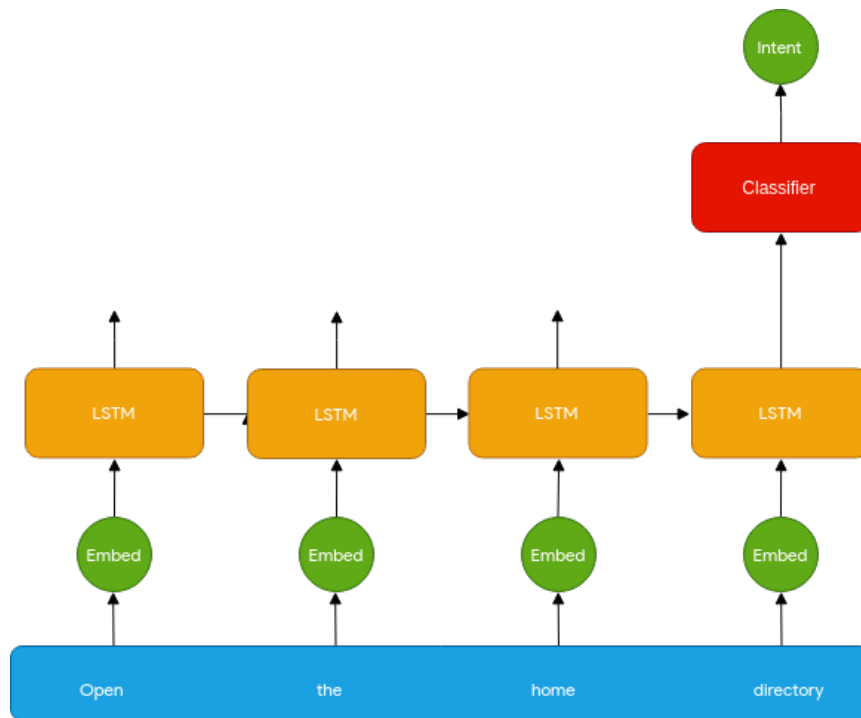 Intent
Classifier
LSTM LSTM LSTM LSTM
Embed Embed Embed Embed
Open the home directory